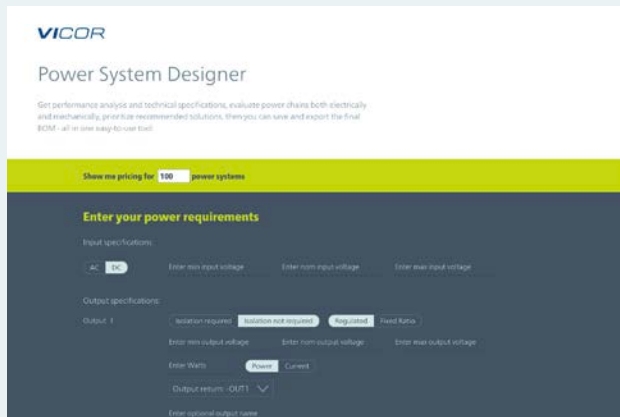 VICOR
Power System Designer
Get performance analysis and technical specifications, evaluate power chains both electrically
and mechanically, prioritize recommended solutions, then you can save and export the final
BOM - all in one easy-to-use tool.
Show me pricing for 100 power systems
Enter your power requirements
Input specifications:
AC DC Enter min input voltage Enter nom input voltage Enter max input voltage
Output specifications:
Output 1 Isolation required Isolation not required Regulated Fixed Ratio
Enter min output voltage Enter nom output voltage Enter max output voltage
Enter Watts Power Current
Output return: -OUT1
Enter optional output name